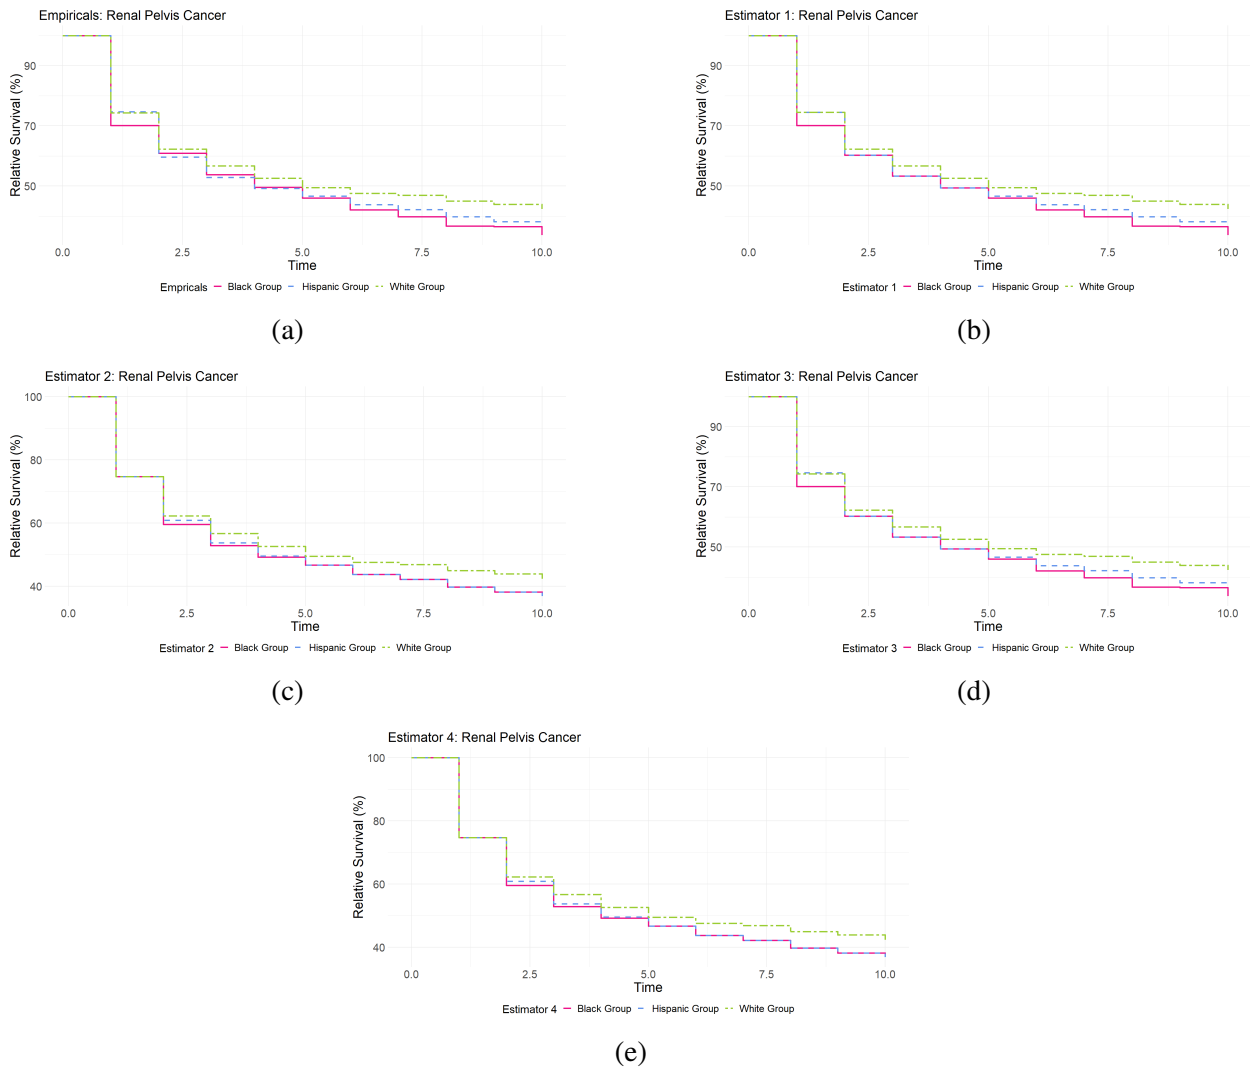 Empiricals: Renal Pelvis Cancer
Relative Survival (%)
90
70
50
0.0 2.5 5.0 7.5 10.0
Time
Empricals Black Group Hispanic Group White Group
(a)
Estimator 1: Renal Pelvis Cancer
Relative Survival (%)
90
70
50
0.0 2.5 5.0 7.5 10.0
Time
Estimator 1 Black Group Hispanic Group White Group
(b)
Estimator 2: Renal Pelvis Cancer
Relative Survival (%)
100
80
60
40
0.0 2.5 5.0 7.5 10.0
Time
Estimator 2 Black Group Hispanic Group White Group
(c)
Estimator 3: Renal Pelvis Cancer
Relative Survival (%)
90
70
50
0.0 2.5 5.0 7.5 10.0
Time
Estimator 3 Black Group Hispanic Group White Group
(d)
Estimator 4: Renal Pelvis Cancer
Relative Survival (%)
100
80
60
40
0.0 2.5 5.0 7.5 10.0
Time
Estimator 4 Black Group Hispanic Group White Group
(e)